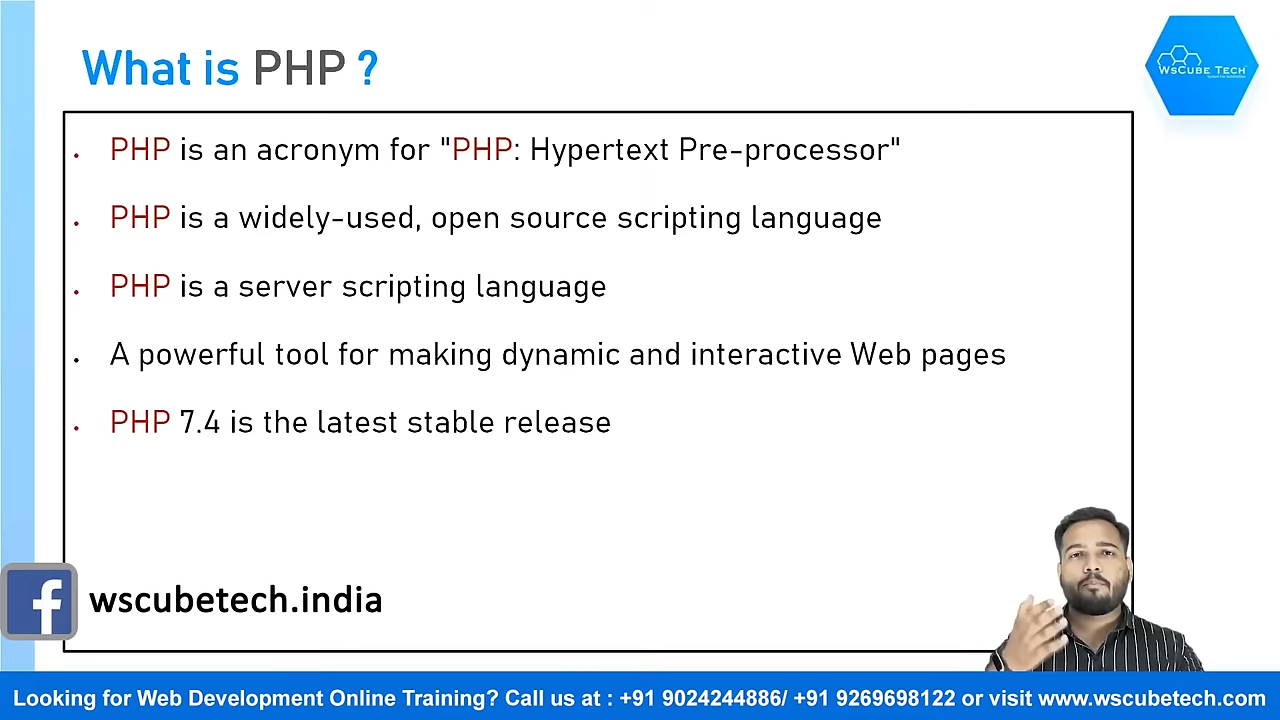 What is PHP ?
WsCube Tech
PHP is an acronym for "PHP: Hypertext Pre-processor"
PHP is a widely-used, open source scripting language
PHP is a server scripting language
A powerful tool for making dynamic and interactive Web pages
PHP 7.4 is the latest stable release
f wscubetech.india
Looking for Web Development Online Training? Call us at : +91 9024244886/ +91 9269698122 or visit www.wscubetech.com